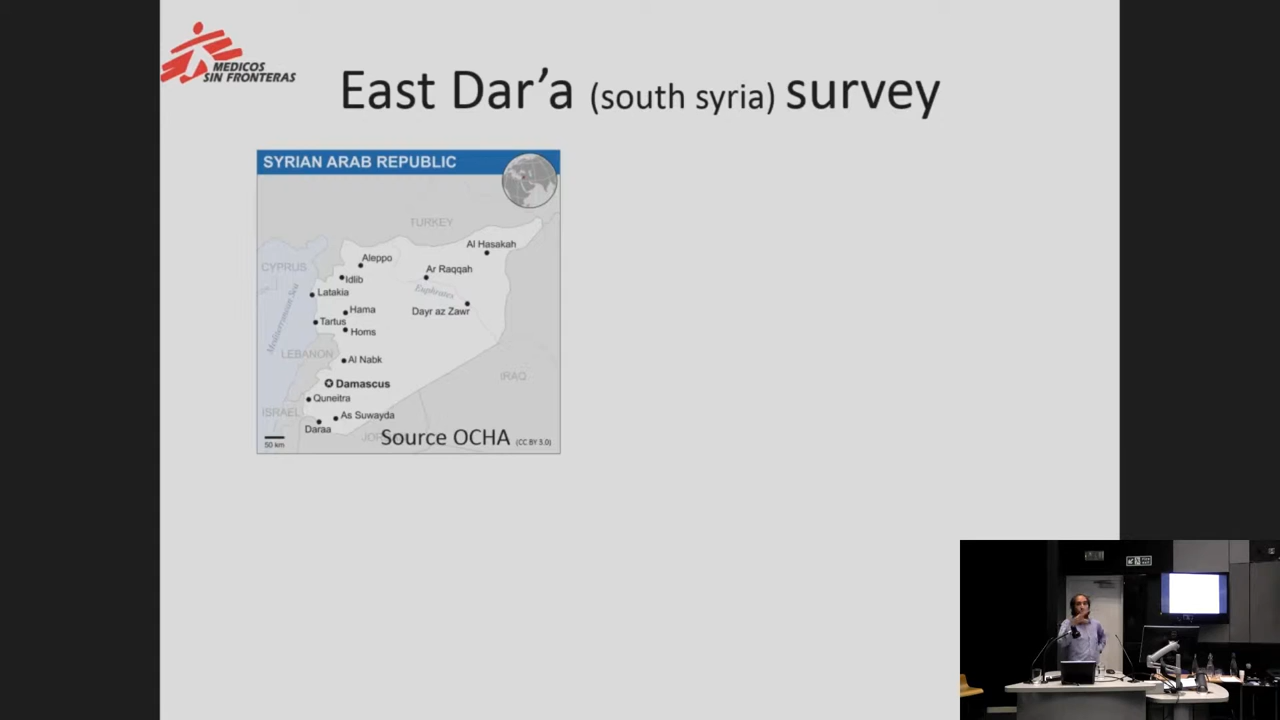 MEDICOS
SIN FRONTERAS
East Dar’a (south syria) survey
SYRIAN ARAB REPUBLIC
TURKEY
Al Hasakah
Aleppo
CYPRUS
Ar Raqqah
Idlib
Latakia
Euphrates
Mediterranean Sea
Hama
Dayr az Zawr
Tartus
Homs
LEBANON
Al Nabk
IRAQ
Damascus
Quneitra
ISRAEL
As Suwayda
Daraa
Source OCHA (CC BY 3.0)
50 km